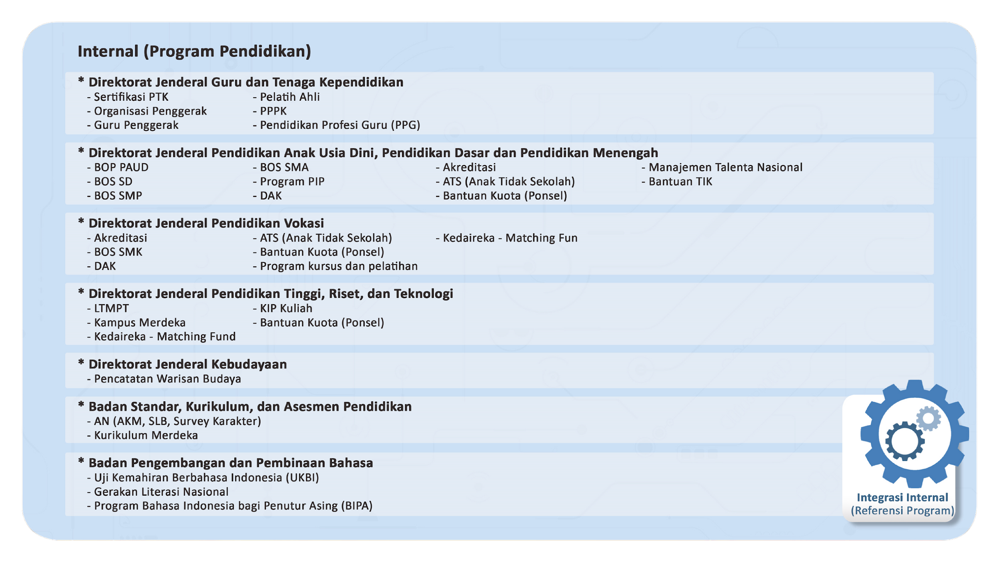 Internal (Program Pendidikan)
* Direktorat Jenderal Guru dan Tenaga Kependidikan
- Sertifikasi PTK
- Organisasi Penggerak
- Guru Penggerak
- Pelatih Ahli
- PPPK
- Pendidikan Profesi Guru (PPG)
* Direktorat Jenderal Pendidikan Anak Usia Dini, Pendidikan Dasar dan Pendidikan Menengah
- BOP PAUD
- BOS SD
- BOS SMP
- BOS SMA
- Program PIP
- DAK
- Akreditasi
- ATS (Anak Tidak Sekolah)
- Bantuan Kuota (Ponsel)
- Manajemen Talenta Nasional
- Bantuan TIK
* Direktorat Jenderal Pendidikan Vokasi
- Akreditasi
- BOS SMK
- DAK
- ATS (Anak Tidak Sekolah)
- Bantuan Kuota (Ponsel)
- Program kursus dan pelatihan
- Kedaireka - Matching Fun
* Direktorat Jenderal Pendidikan Tinggi, Riset, dan Teknologi
- LTMPT
- Kampus Merdeka
- Kedaireka - Matching Fund
- KIP Kuliah
- Bantuan Kuota (Ponsel)
* Direktorat Jenderal Kebudayaan
- Pencatatan Warisan Budaya
* Badan Standar, Kurikulum, dan Asesmen Pendidikan
- AN (AKM, SLB, Survey Karakter)
- Kurikulum Merdeka
* Badan Pengembangan dan Pembinaan Bahasa
- Uji Kemahiran Berbahasa Indonesia (UKBI)
- Gerakan Literasi Nasional
- Program Bahasa Indonesia bagi Penutur Asing (BIPA)
Integrasi Internal
(Referensi Program)